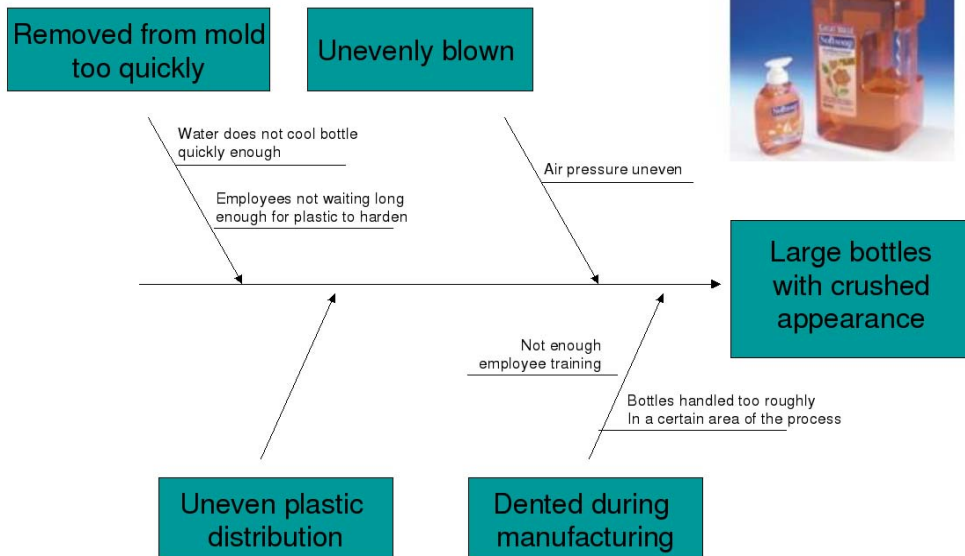 Removed from mold
too quickly
Unevenly blown
Softsoap
Softsoap
Water does not cool bottle
quickly enough
Employees not waiting long
enough for plastic to harden
Air pressure uneven
Large bottles
with crushed
appearance
Not enough
employee training
Bottles handled too roughly
In a certain area of the process
Uneven plastic
distribution
Dented during
manufacturing